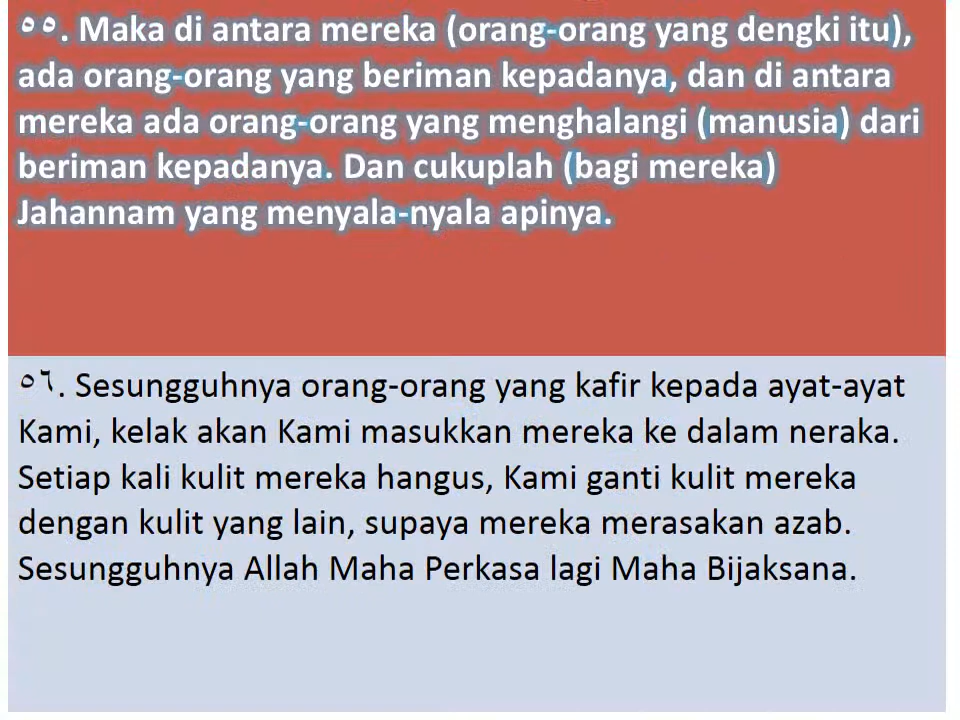 ٥٥. Maka di antara mereka (orang-orang yang dengki itu),
ada orang-orang yang beriman kepadanya, dan di antara
mereka ada orang-orang yang menghalangi (manusia) dari
beriman kepadanya. Dan cukuplah (bagi mereka)
Jahannam yang menyala-nyala apinya.
٥٦. Sesungguhnya orang-orang yang kafir kepada ayat-ayat
Kami, kelak akan Kami masukkan mereka ke dalam neraka.
Setiap kali kulit mereka hangus, Kami ganti kulit mereka
dengan kulit yang lain, supaya mereka merasakan azab.
Sesungguhnya Allah Maha Perkasa lagi Maha Bijaksana.